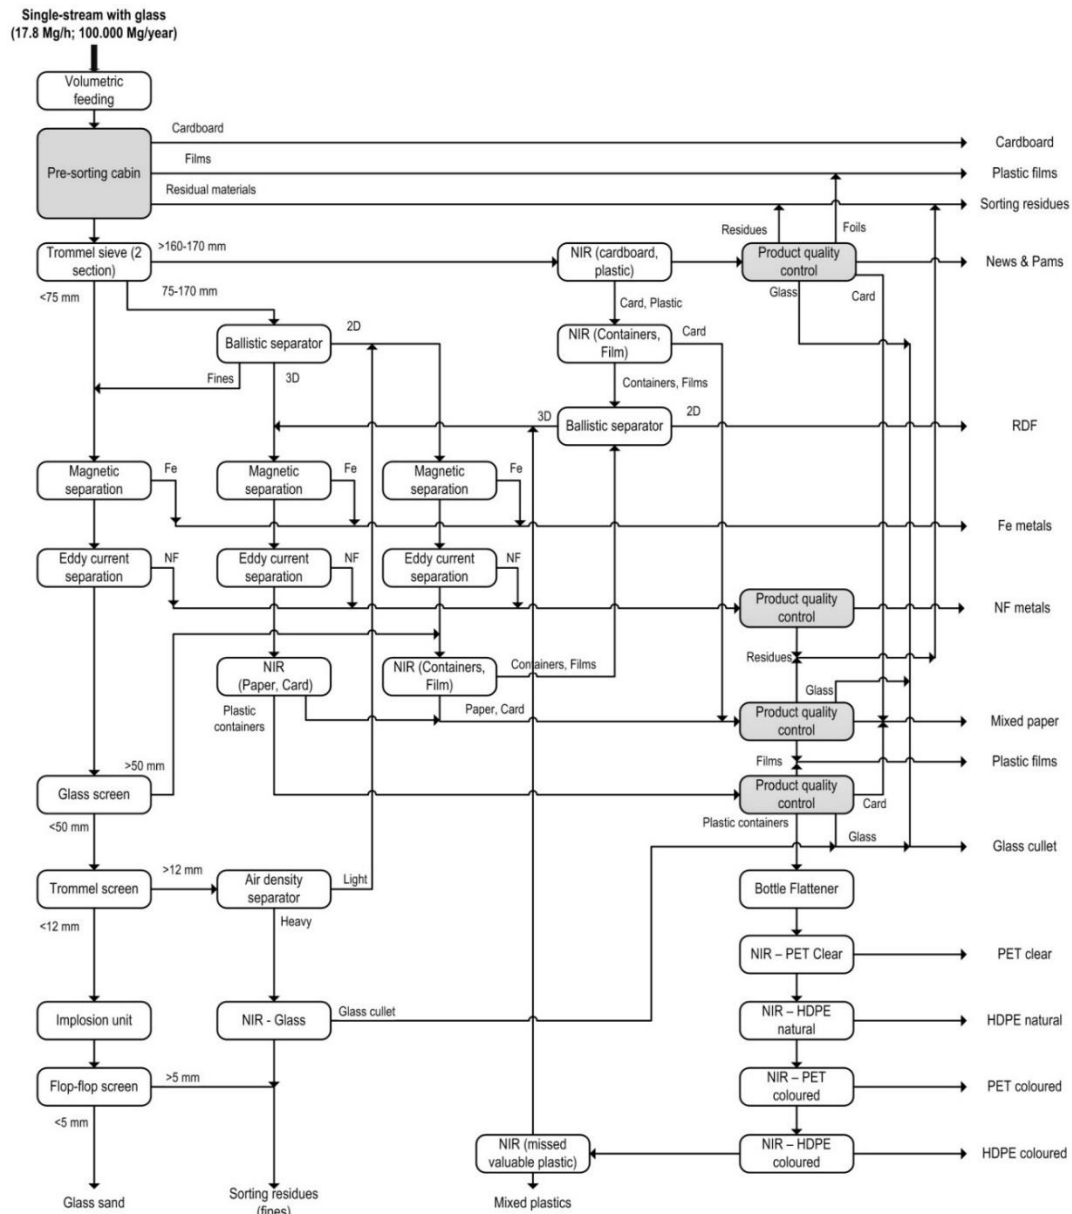 Single-stream with glass
(17.8 Mg/h; 100.000 Mg/year)
Volumetric
feeding
Cardboard
Cardboard
Films
Pre-sorting cabin
Plastic films
Residual materials
Sorting residues
Residues
Foils
Trommel sieve (2
section)
>160-170 mm
NIR (cardboard,
plastic)
Product quality
control
News & Pams
<75 mm
75-170 mm
Glass
Card
Card, Plastic
Ballistic separator
2D
NIR (Containers,
Film)
Card
Fines
3D
Containers, Films
3D
Ballistic separator
2D
RDF
Magnetic
separation
Fe
Magnetic
separation
Fe
Magnetic
separation
Fe
Fe metals
Eddy current
separation
NF
Eddy current
separation
NF
Eddy current
separation
NF
Product quality
control
NF metals
Residues
NIR
(Paper, Card)
NIR (Containers,
Film)
Containers, Films
Glass
Plastic
containers
Paper, Card
Product quality
control
Mixed paper
>50 mm
Films
Plastic films
Glass screen
Product quality
control
Card
<50 mm
Plastic containers
Glass
Glass cullet
Trommel screen
>12 mm
Air density
separator
Light
Bottle Flattener
<12 mm
Heavy
NIR – PET Clear
PET clear
Implosion unit
NIR - Glass
Glass cullet
NIR – HDPE
natural
HDPE natural
Flop-flop screen
>5 mm
NIR – PET
coloured
PET coloured
<5 mm
NIR (missed
valuable plastic)
NIR – HDPE
coloured
HDPE coloured
Glass sand
Sorting residues
(fines)
Mixed plastics